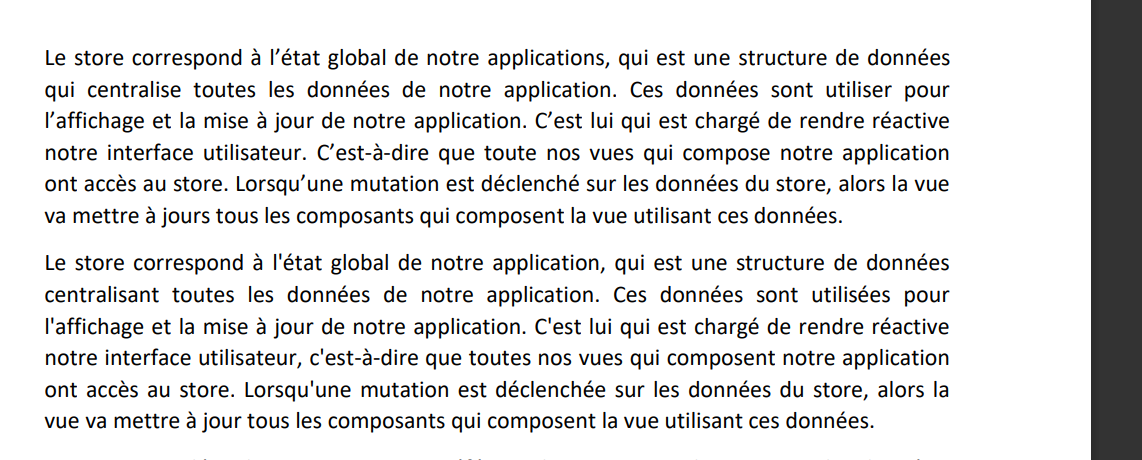 Le store correspond à l’état global de notre applications, qui est une structure de données
qui centralise toutes les données de notre application. Ces données sont utiliser pour
l’affichage et la mise à jour de notre application. C’est lui qui est chargé de rendre réactive
notre interface utilisateur. C’est-à-dire que toute nos vues qui compose notre application
ont accès au store. Lorsqu’une mutation est déclenché sur les données du store, alors la vue
va mettre à jours tous les composants qui composent la vue utilisant ces données.
Le store correspond à l'état global de notre application, qui est une structure de données
centralisant toutes les données de notre application. Ces données sont utilisées pour
l'affichage et la mise à jour de notre application. C'est lui qui est chargé de rendre réactive
notre interface utilisateur, c'est-à-dire que toutes nos vues qui composent notre application
ont accès au store. Lorsqu'une mutation est déclenchée sur les données du store, alors la
vue va mettre à jour tous les composants qui composent la vue utilisant ces données.